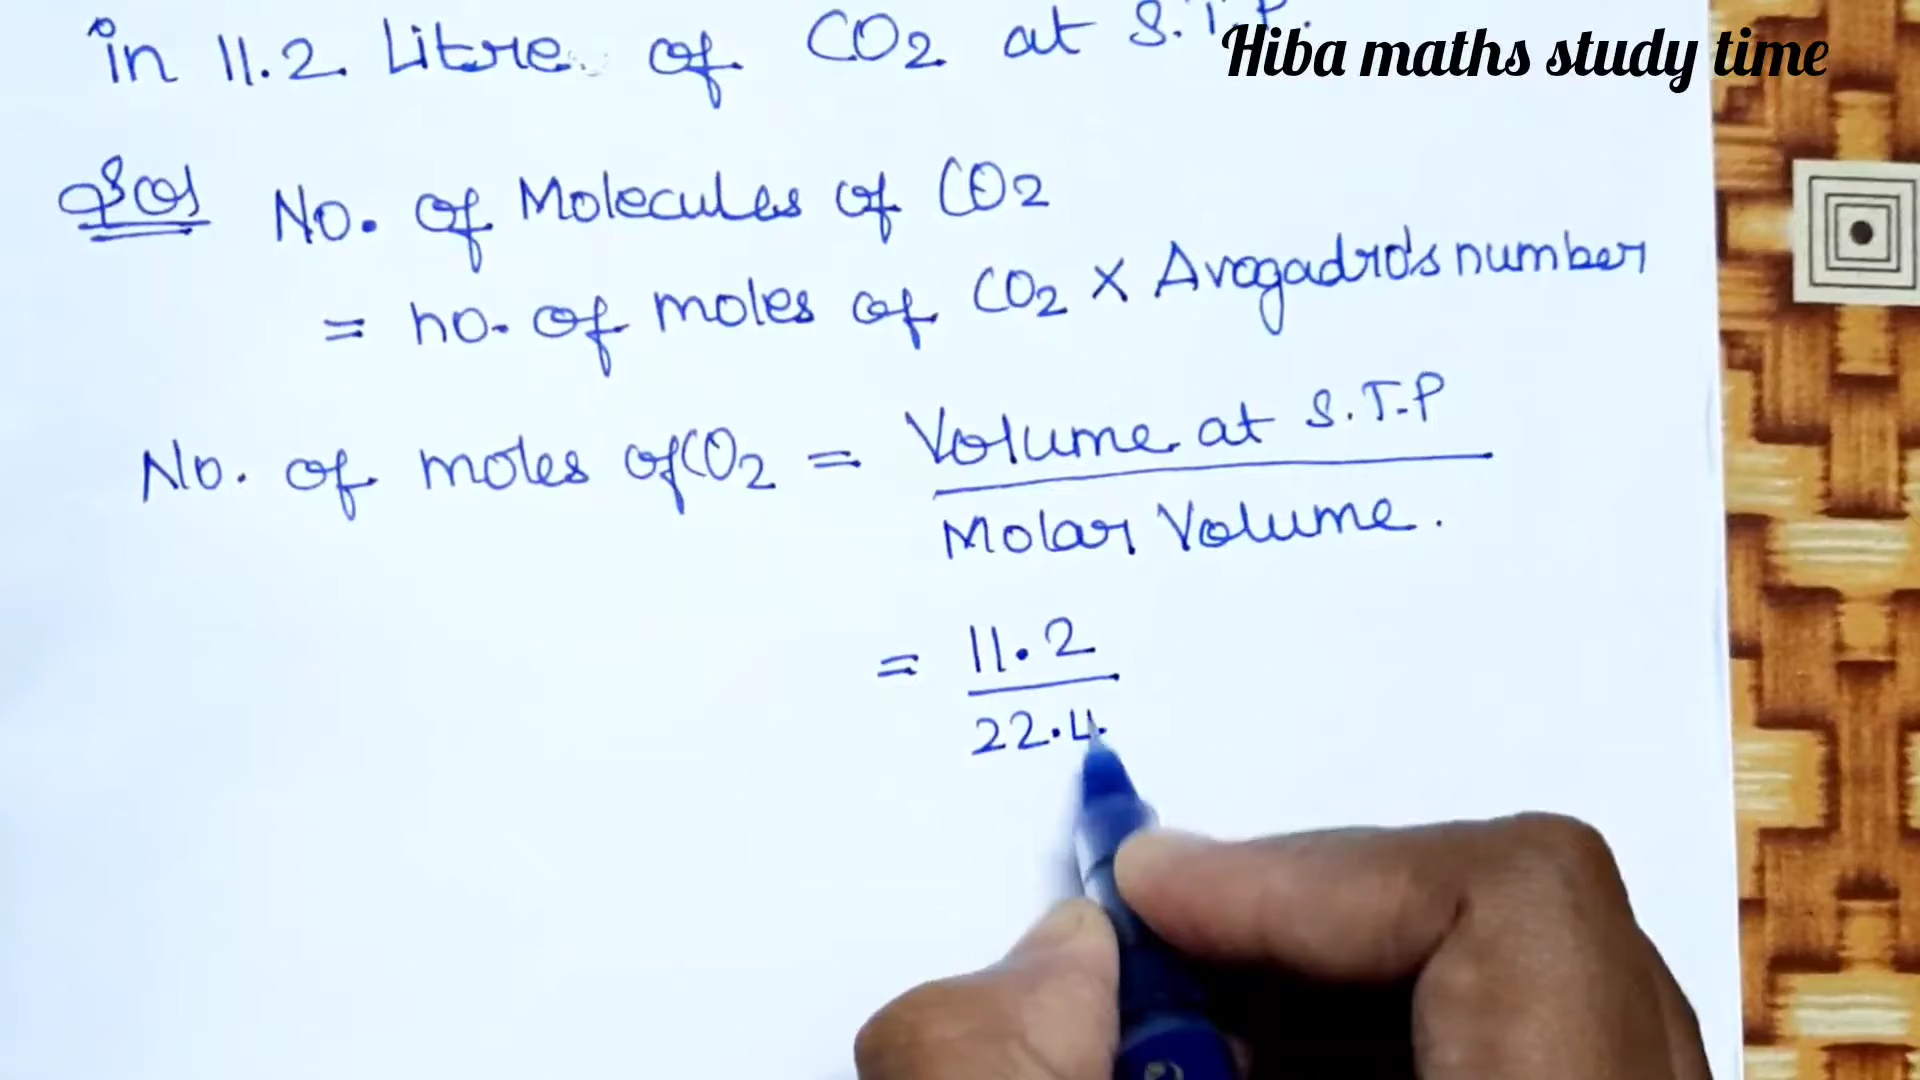 in 11.2 Litre of CO2 at S.T.P.
Hiba maths study time
Sol No. of Molecules of CO2
= no. of moles of CO2 × Avogadro's number
No. of moles of CO2 = Volume at S.T.P
Molar Volume.
= 11.2
22.4